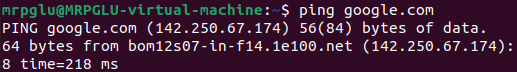 mrpglu@MRPGLU-virtual-machine:~$ ping google.com
PING google.com (142.250.67.174) 56(84) bytes of data.
64 bytes from bom12s07-in-f14.1e100.net (142.250.67.174):
8 time=218 ms